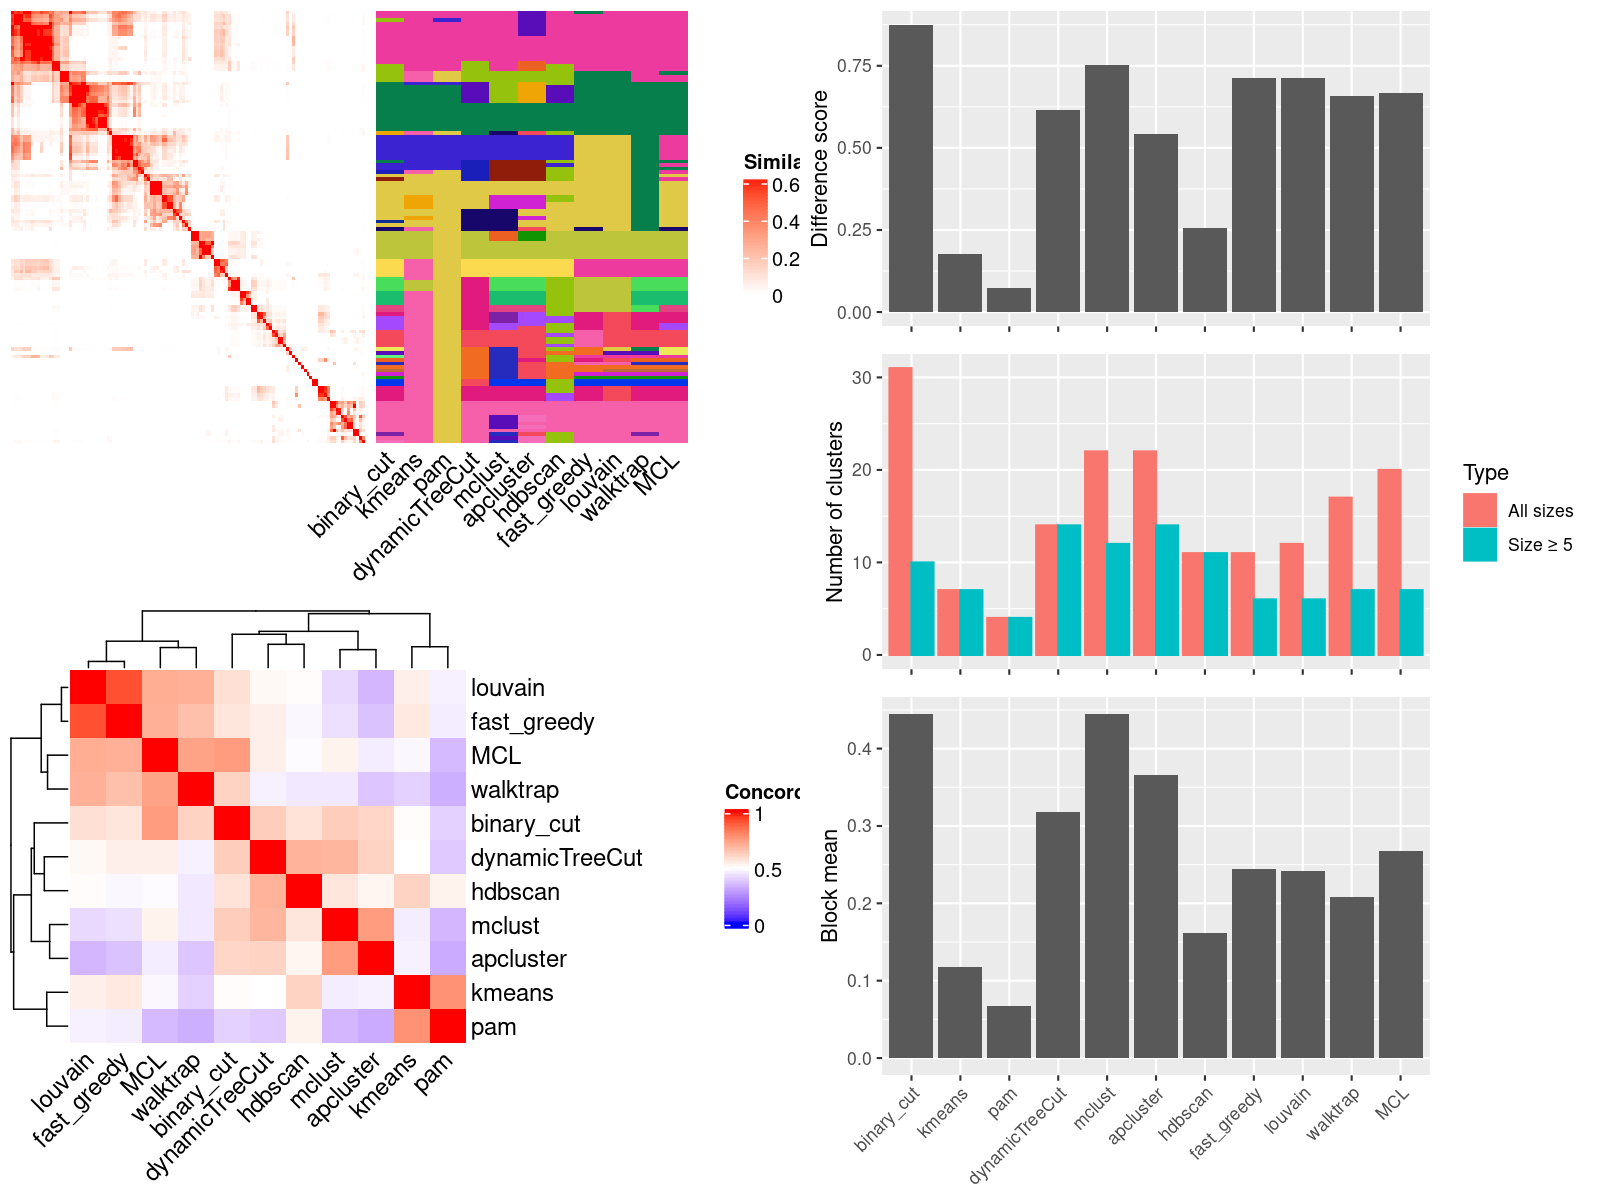 Simila
0.6
0.4
0.2
0
binary_cut
kmeans
pam
dynamicTreeCut
mclust
apcluster
hdbscan
fast_greedy
louvain
walktrap
MCL
louvain
fast_greedy
MCL
walktrap
binary_cut
dynamicTreeCut
hdbscan
mclust
apcluster
kmeans
pam
louvain
fast_greedy
MCL
walktrap
binary_cut
dynamicTreeCut
hdbscan
mclust
apcluster
kmeans
pam
Concorc
1
0.5
0
Difference score
0.75
0.50
0.25
0.00
Number of clusters
30
20
10
0
Type
All sizes
Size ≥ 5
Block mean
0.4
0.3
0.2
0.1
0.0
binary_cut
kmeans
pam
dynamicTreeCut
mclust
apcluster
hdbscan
fast_greedy
louvain
walktrap
MCL